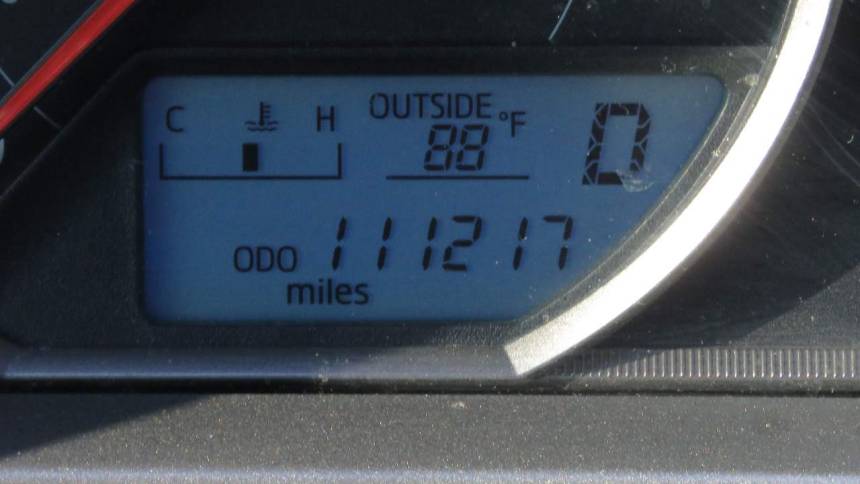 C H OUTSIDE
88 °F D
ODO 111217
miles